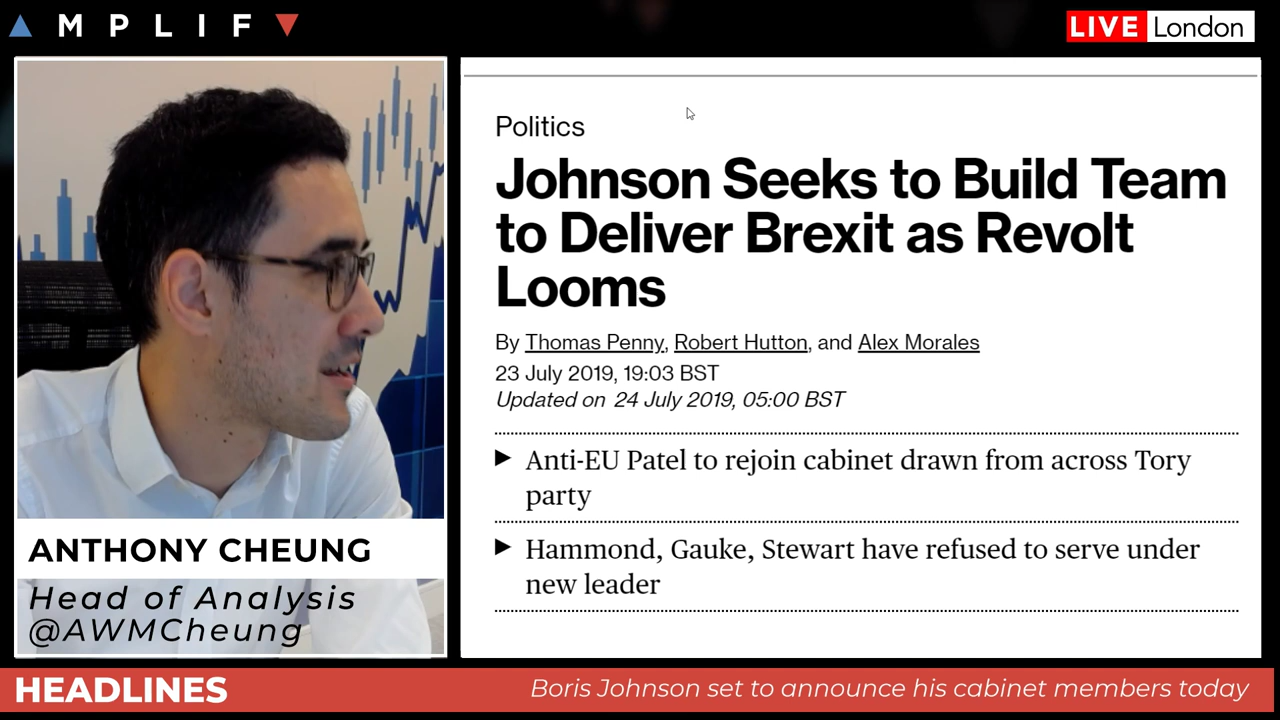 AMPLIFY
LIVE London
Politics
Johnson Seeks to Build Team
to Deliver Brexit as Revolt
Looms
By Thomas Penny, Robert Hutton, and Alex Morales
23 July 2019, 19:03 BST
Updated on 24 July 2019, 05:00 BST
▶ Anti-EU Patel to rejoin cabinet drawn from across Tory
party
▶ Hammond, Gauke, Stewart have refused to serve under
new leader
ANTHONY CHEUNG
Head of Analysis
@AWMCheung
HEADLINES
Boris Johnson set to announce his cabinet members today